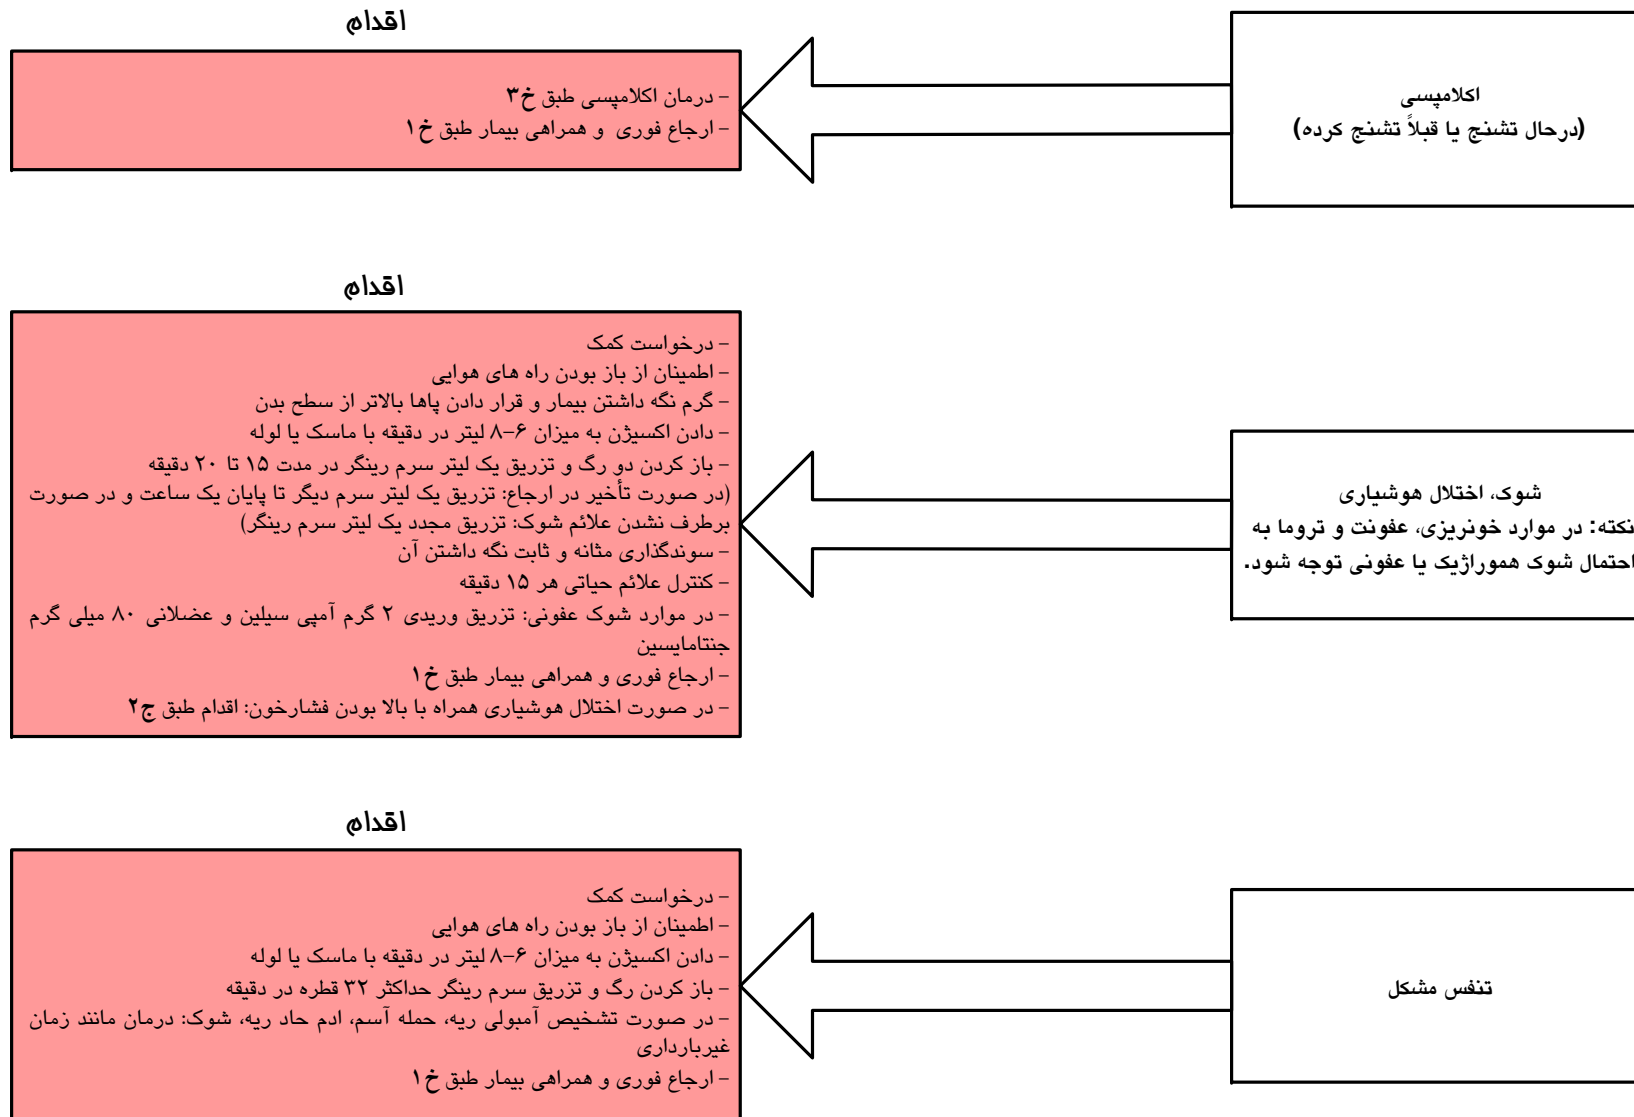 اقدام
اکلامپسی
(درحال تشنج یا قبلاً تشنج کرده)
- درمان اکلامپسی طبق خ۳
- ارجاع فوری و همراهی بیمار طبق خ۱
اقدام
شوک، اختلال هوشیاری
نکته: در موارد خونریزی، عفونت و تروما به
احتمال شوک هموراژیک یا عفونی توجه شود.
- درخواست کمک
- اطمینان از باز بودن راه های هوایی
- گرم نگه داشتن بیمار و قرار دادن پاها بالاتر از سطح بدن
- دادن اکسیژن به میزان ۶-۸ لیتر در دقیقه با ماسک یا لوله
- باز کردن دو رگ و تزریق یک لیتر سرم رینگر در مدت ۱۵ تا ۲۰ دقیقه
(در صورت تأخیر در ارجاع: تزریق یک لیتر سرم دیگر تا پایان یک ساعت و در صورت
برطرف نشدن علائم شوک: تزریق مجدد یک لیتر سرم رینگر)
- سوندگذاری مثانه و ثابت نگه داشتن آن
- کنترل علائم حیاتی هر ۱۵ دقیقه
- در موارد شوک عفونی: تزریق وریدی ۲ گرم آمپی سیلین و عضلانی ۸۰ میلی گرم
جنتامایسین
- ارجاع فوری و همراهی بیمار طبق خ۱
- در صورت اختلال هوشیاری همراه با بالا بودن فشارخون: اقدام طبق ج۲
اقدام
تنفس مشکل
- درخواست کمک
- اطمینان از باز بودن راه های هوایی
- دادن اکسیژن به میزان ۶-۸ لیتر در دقیقه با ماسک یا لوله
- باز کردن رگ و تزریق سرم رینگر حداکثر ۳۲ قطره در دقیقه
- در صورت تشخیص آمبولی ریه، حمله آسم، ادم حاد ریه، شوک: درمان مانند زمان
غیربارداری
- ارجاع فوری و همراهی بیمار طبق خ۱